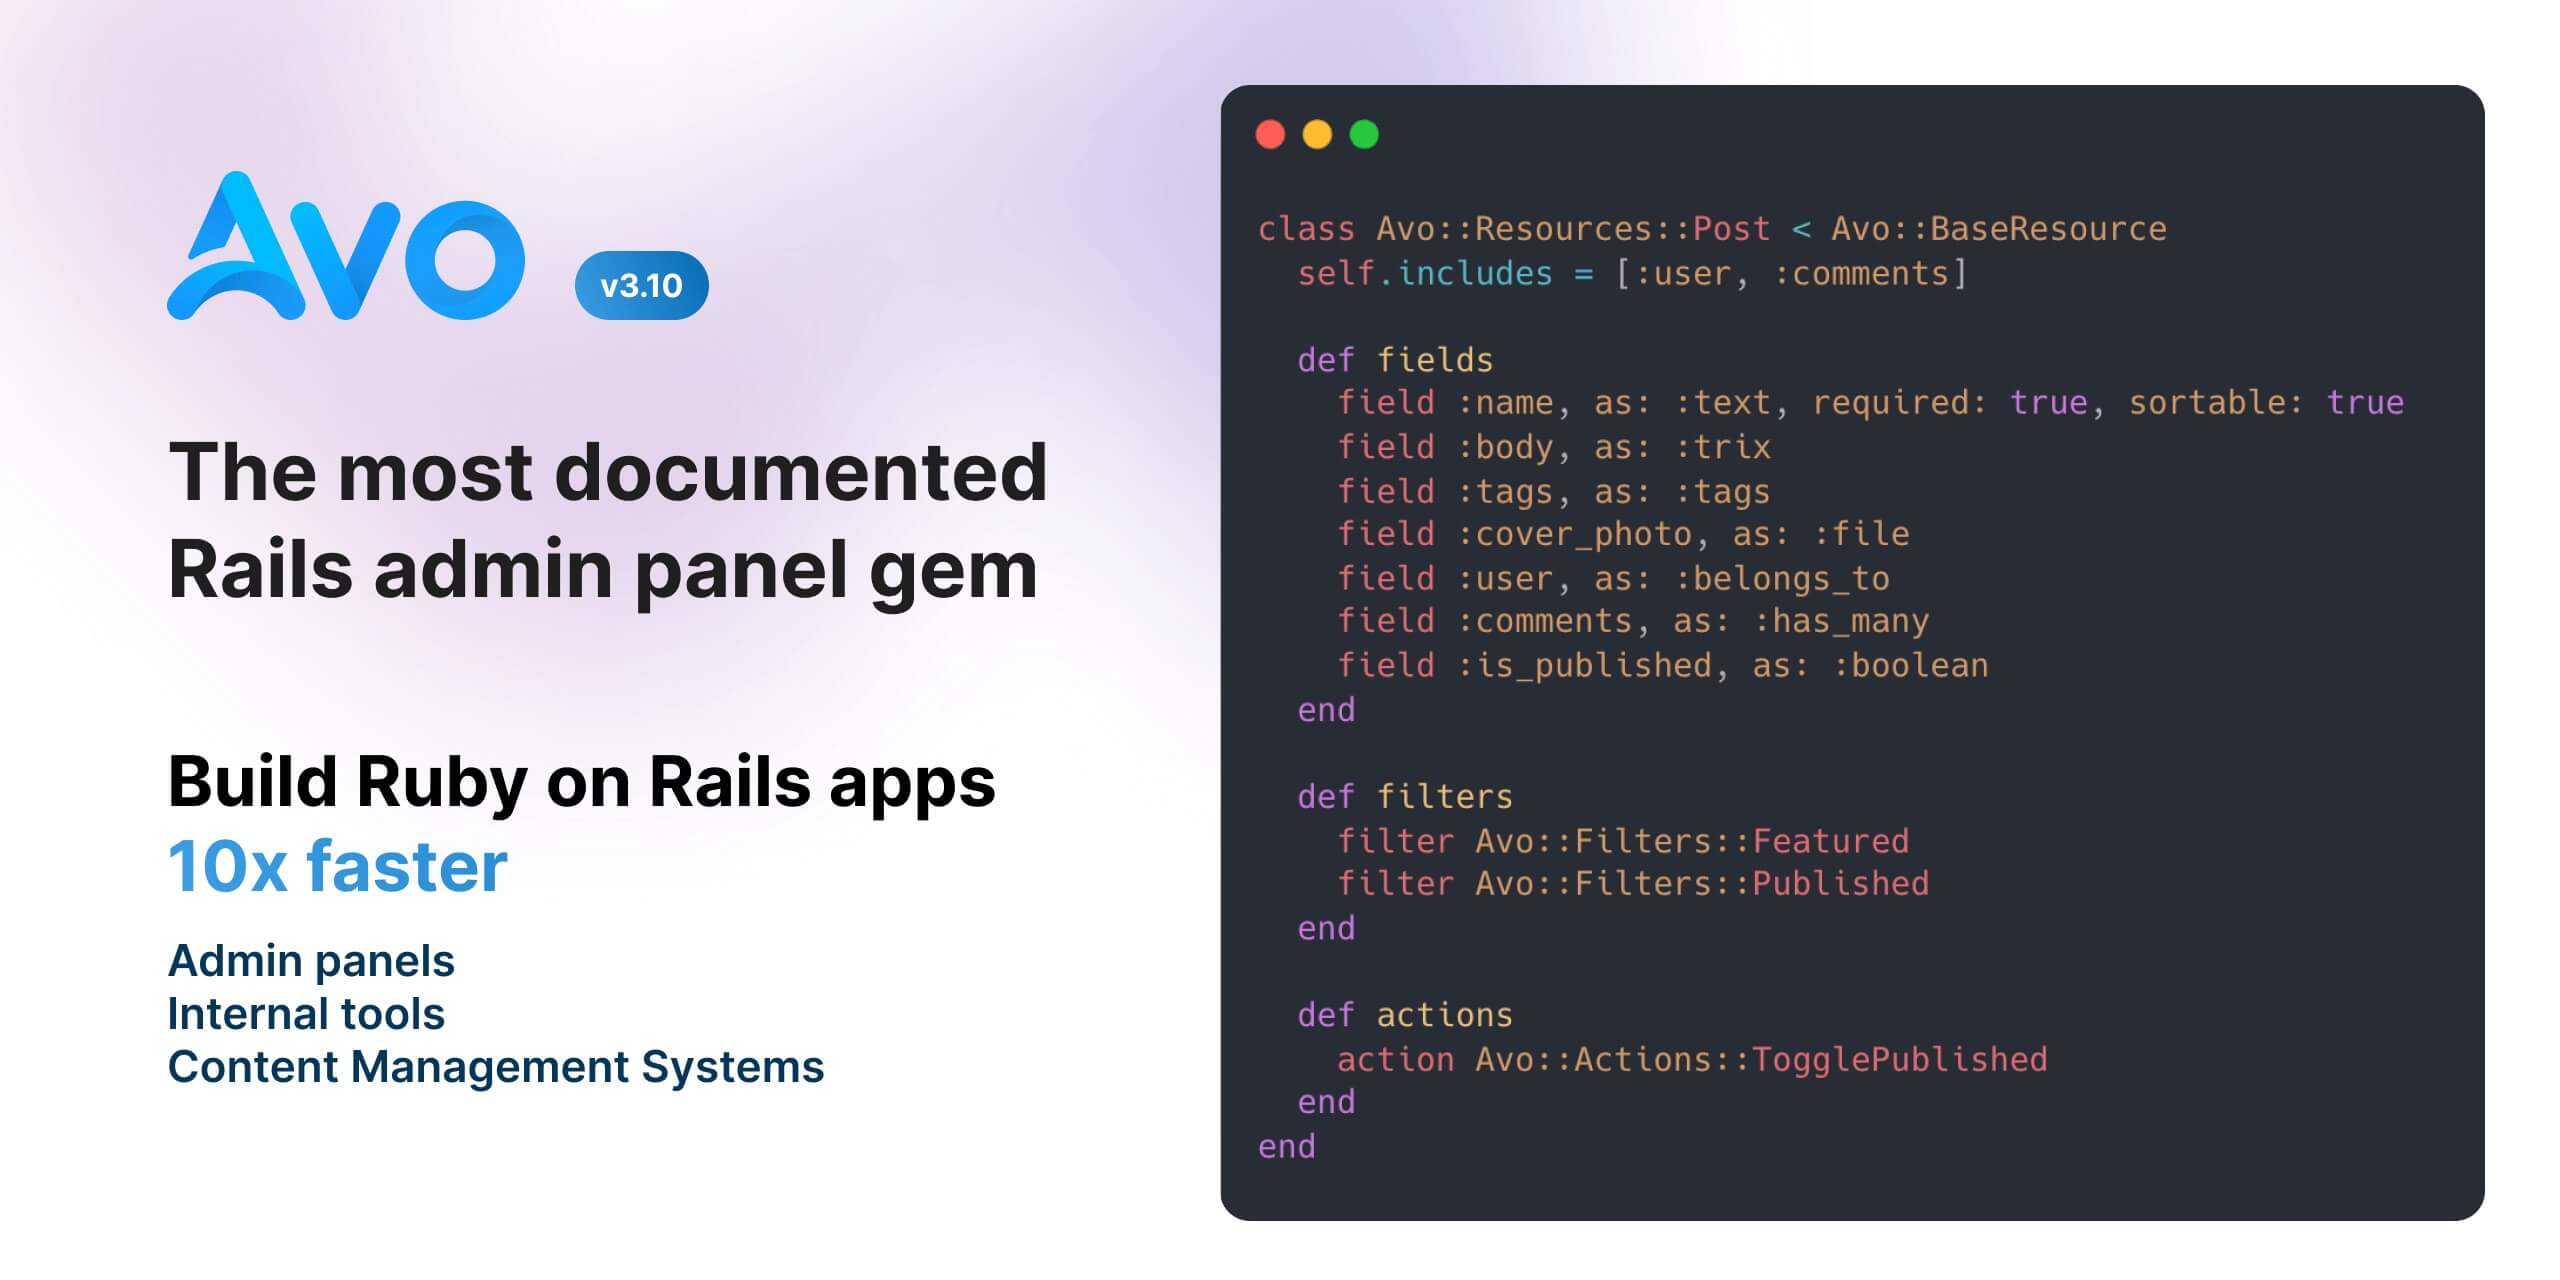 Avo
v3.10
The most documented
Rails admin panel gem
Build Ruby on Rails apps
10x faster
Admin panels
Internal tools
Content Management Systems
class Avo::Resources::Post < Avo::BaseResource
  self.includes = [:user, :comments]

  def fields
    field :name, as: :text, required: true, sortable: true
    field :body, as: :trix
    field :tags, as: :tags
    field :cover_photo, as: :file
    field :user, as: :belongs_to
    field :comments, as: :has_many
    field :is_published, as: :boolean
  end

  def filters
    filter Avo::Filters::Featured
    filter Avo::Filters::Published
  end

  def actions
    action Avo::Actions::TogglePublished
  end
end